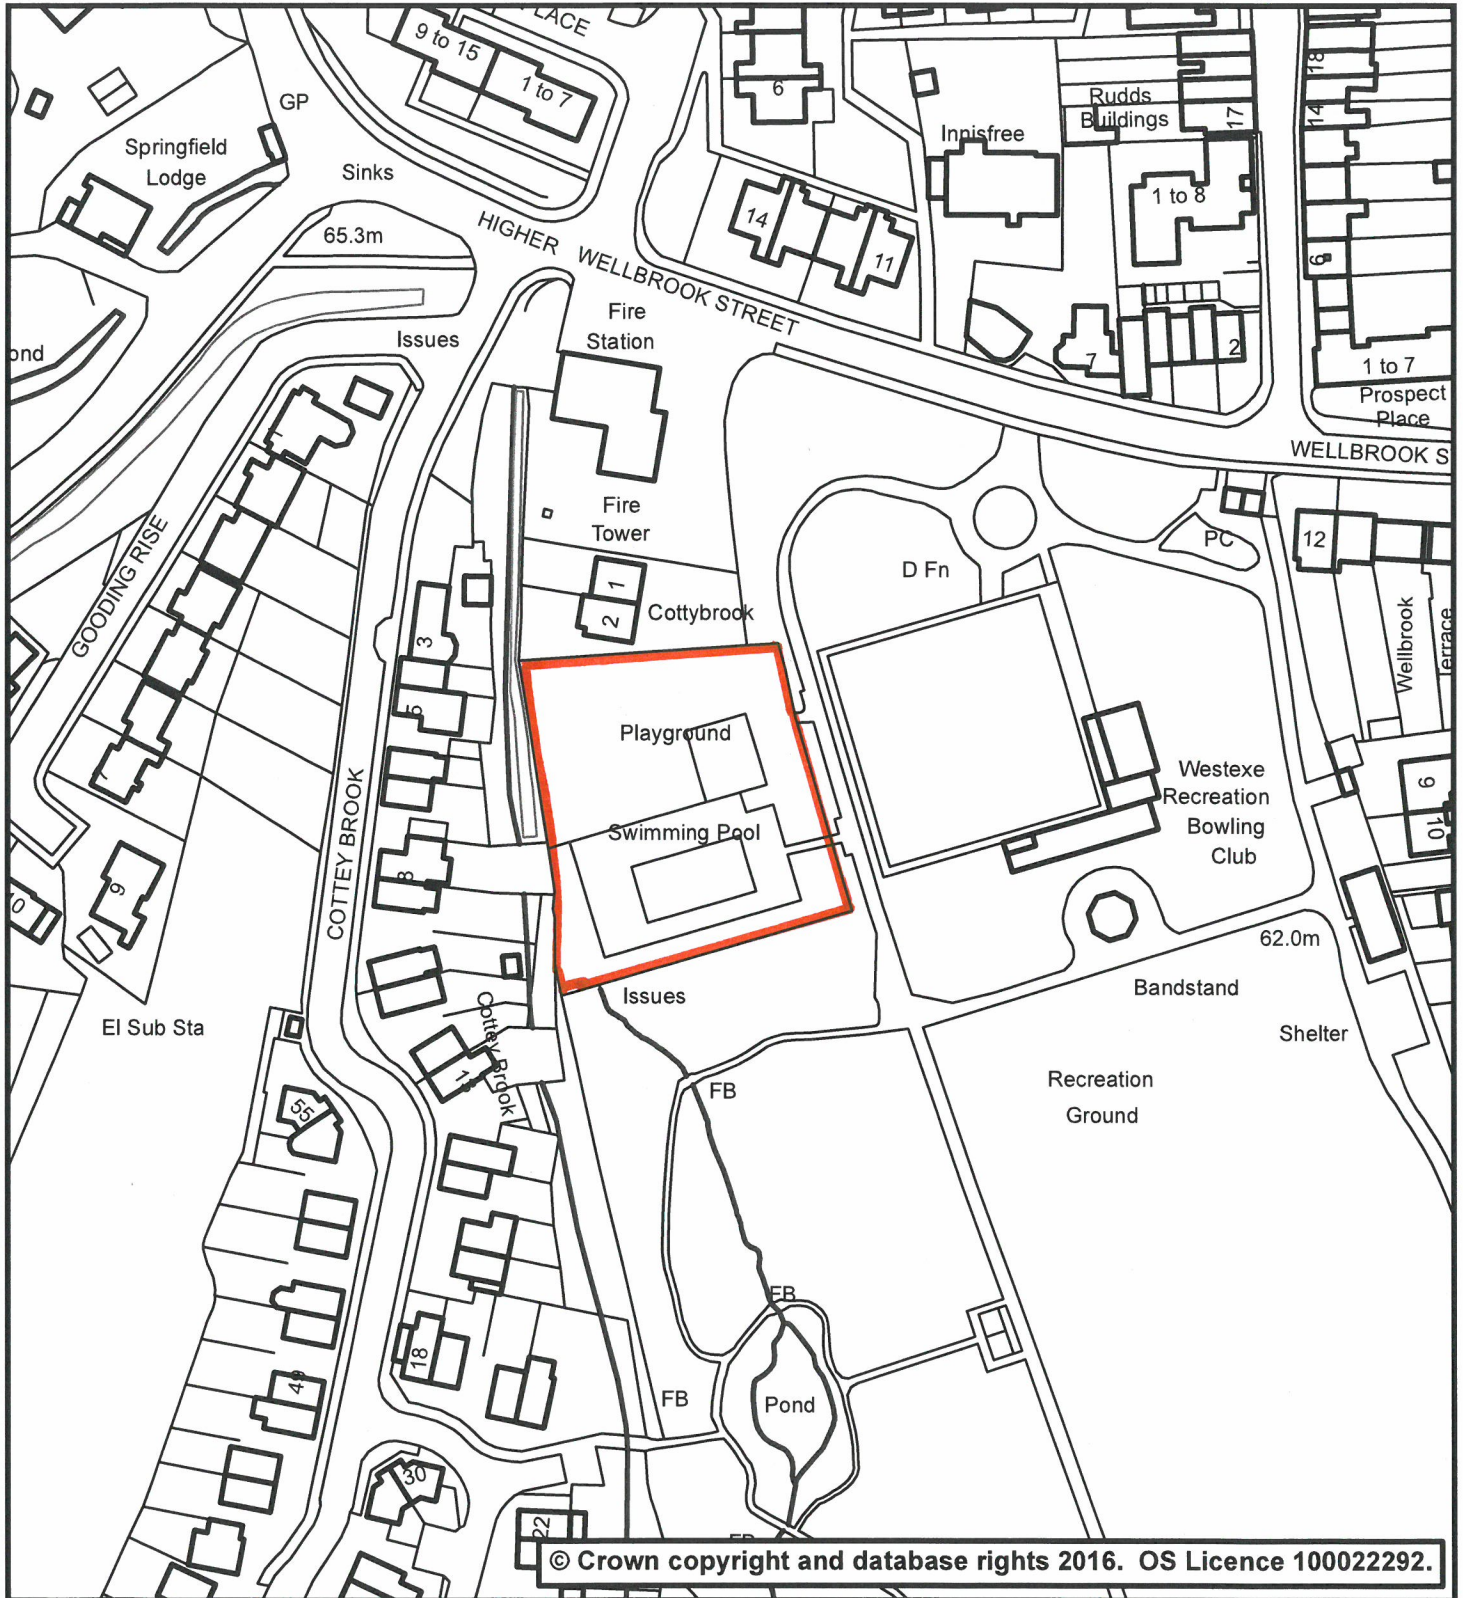 PLACE
9 to 15
1 to 7
6
18
14
17
Rudds
Buildings
GP
Innisfree
Springfield
Lodge
Sinks
1 to 8
14
11
65.3m
HIGHER WELLBROOK STREET
9
Fire
Station
Issues
ond
7
2
1 to 7
Prospect
Place
WELLBROOK S
1
Fire
Tower
PC
12
D Fn
GOODING RISE
1
2
Cottybrook
3
Wellbrook
Terrace
5
Playground
Westexe
Recreation
Bowling
Club
9
10
7
Swimming Pool
COTTEY BROOK
8
9
10
62.0m
Bandstand
Issues
Cottey Brook
El Sub Sta
Shelter
Recreation
Ground
FB
55
FB
18
49
FB
Pond
30
22
© Crown copyright and database rights 2016. OS Licence 100022292.